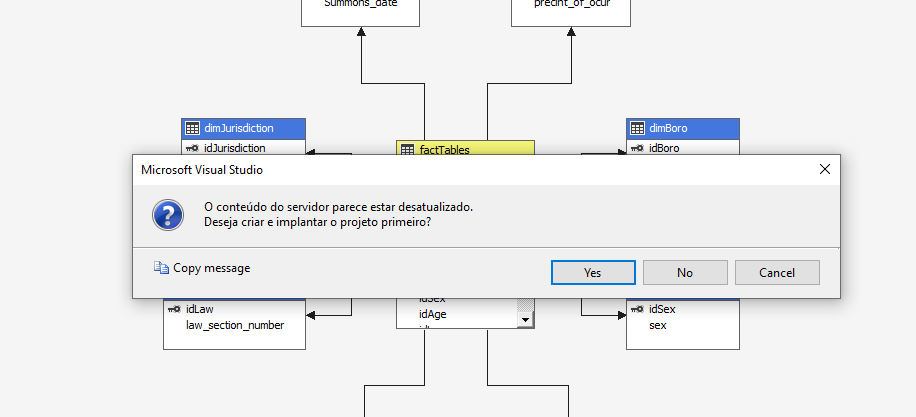 Summons_date
precint_of_ocur
dimJurisdiction
dimBoro
idJurisdiction
factTables
idBoro
Microsoft Visual Studio
O conteúdo do servidor parece estar desatualizado.
Deseja criar e implantar o projeto primeiro?
Copy message
Yes
No
Cancel
idSex
idLaw
idSex
law_section_number
idAge
sex